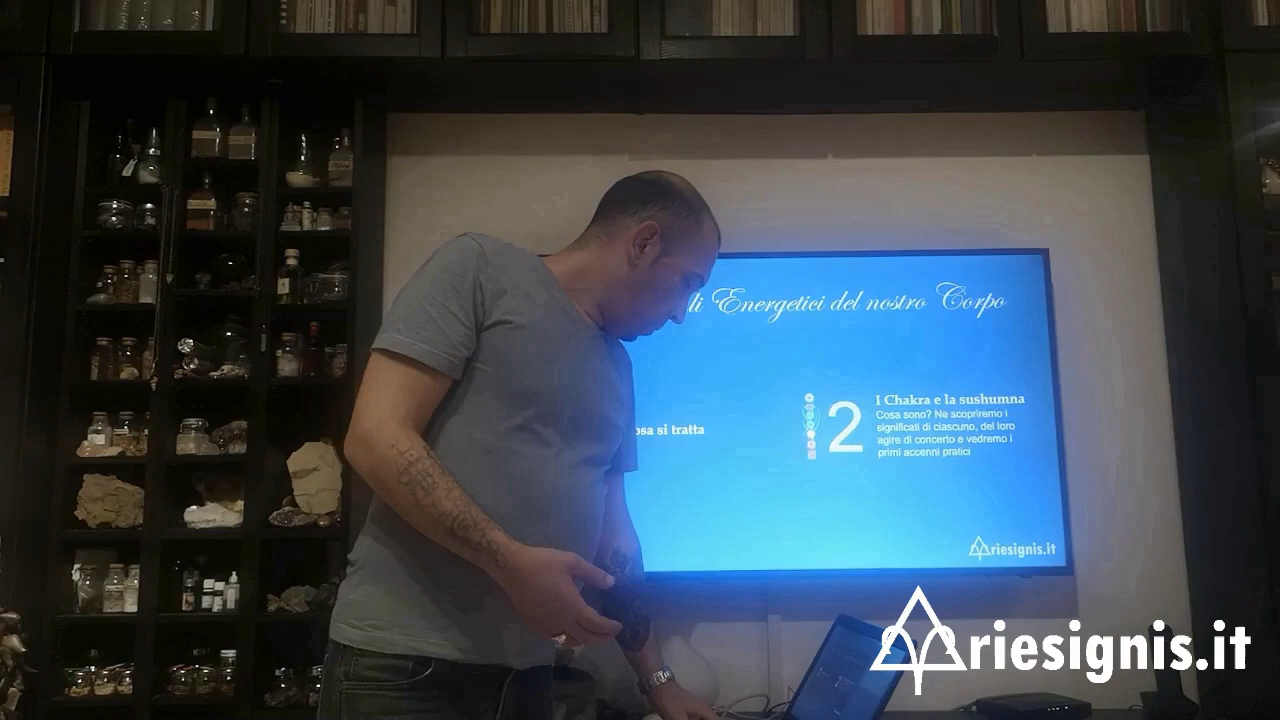 li Energetici del nostro Corpo
osa si tratta
2
I Chakra e la sushumna
Cosa sono? Ne scopriremo i
significati di ciascuno, del loro
agire di concerto e vedremo i
primi accenni pratici
riesignis.it
riesignis.it